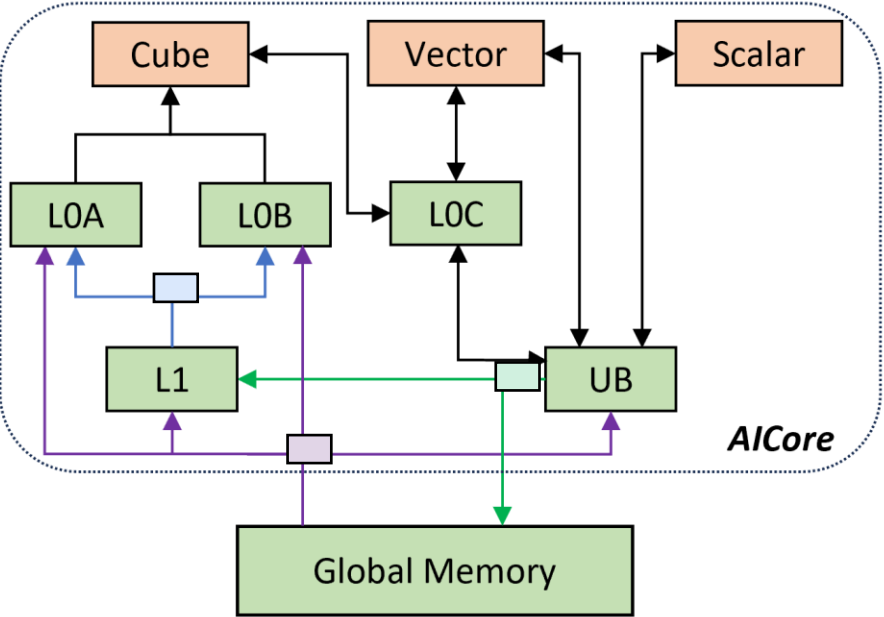 Cube
Vector
Scalar
L0A
L0B
L0C
L1
UB
AICore
Global Memory